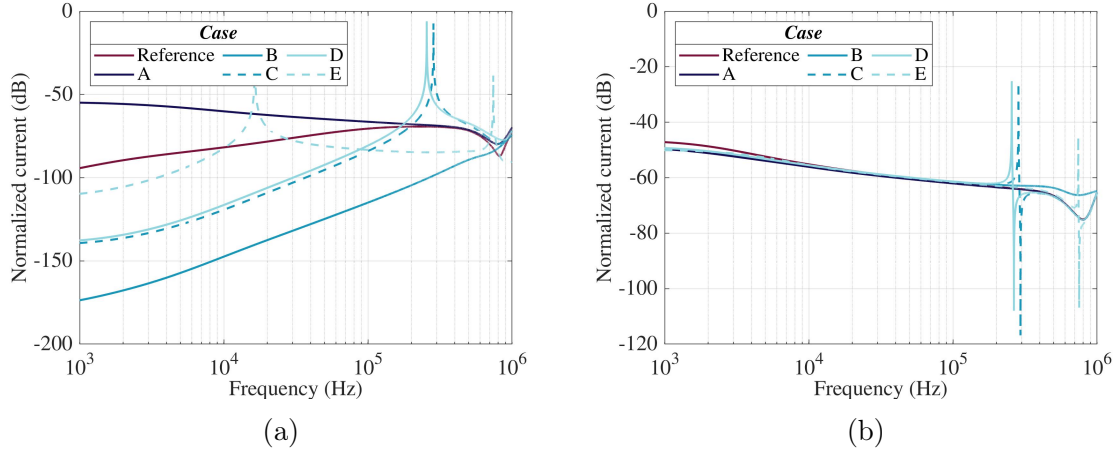 0
-50
-100
-150
-200
Normalized current (dB)
Case
Reference B D
A C E
10^3 10^4 10^5 10^6
Frequency (Hz)
(a)
0
-20
-40
-60
-80
-100
-120
Normalized current (dB)
Case
Reference B D
A C E
10^3 10^4 10^5 10^6
Frequency (Hz)
(b)